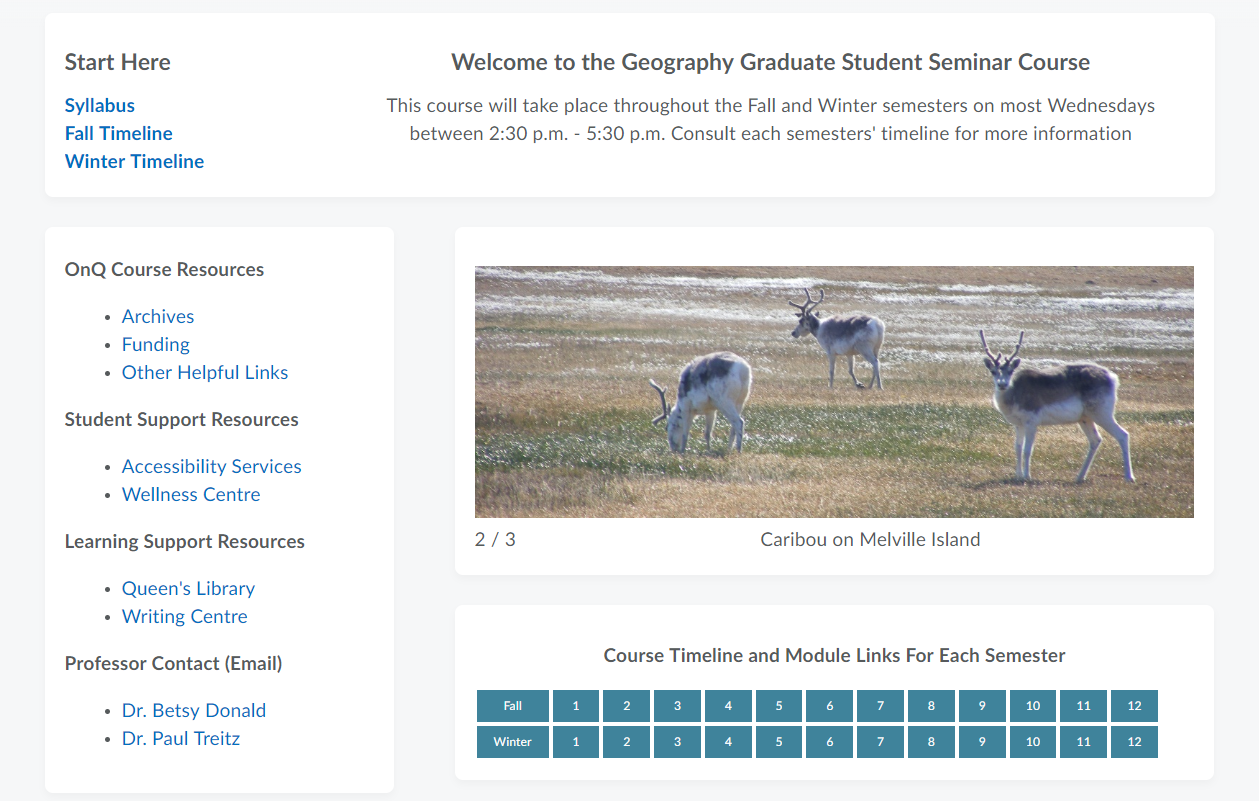 Start Here
Syllabus
Fall Timeline
Winter Timeline
Welcome to the Geography Graduate Student Seminar Course
This course will take place throughout the Fall and Winter semesters on most Wednesdays
between 2:30 p.m. - 5:30 p.m. Consult each semesters' timeline for more information
OnQ Course Resources
• Archives
• Funding
• Other Helpful Links
Student Support Resources
• Accessibility Services
• Wellness Centre
Learning Support Resources
• Queen's Library
• Writing Centre
Professor Contact (Email)
• Dr. Betsy Donald
• Dr. Paul Treitz
2 / 3 Caribou on Melville Island
Course Timeline and Module Links For Each Semester
Fall 1 2 3 4 5 6 7 8 9 10 11 12
Winter 1 2 3 4 5 6 7 8 9 10 11 12